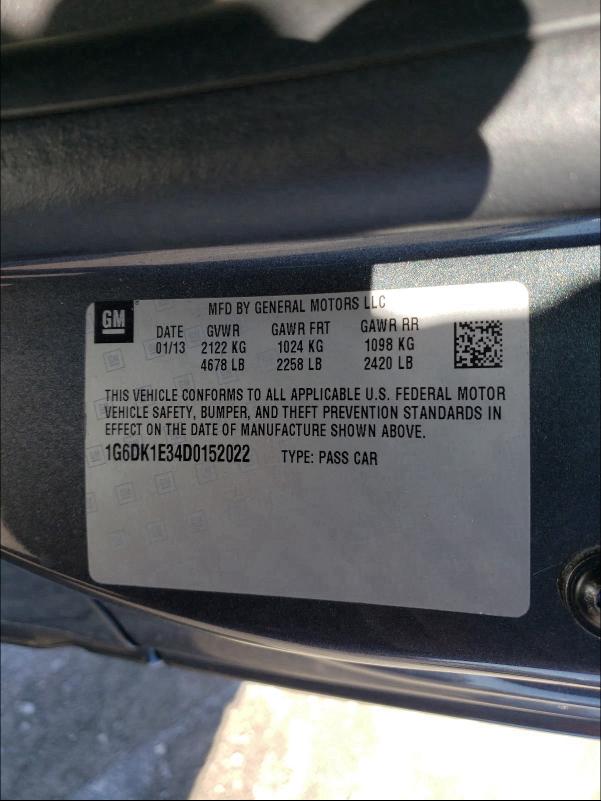 GM
MFD BY GENERAL MOTORS LLC
DATE GVWR GAWR FRT GAWR RR
01/13 2122 KG 1024 KG 1098 KG
4678 LB 2258 LB 2420 LB
THIS VEHICLE CONFORMS TO ALL APPLICABLE U.S. FEDERAL MOTOR
VEHICLE SAFETY, BUMPER, AND THEFT PREVENTION STANDARDS IN
EFFECT ON THE DATE OF MANUFACTURE SHOWN ABOVE.
1G6DK1E34D0152022 TYPE: PASS CAR